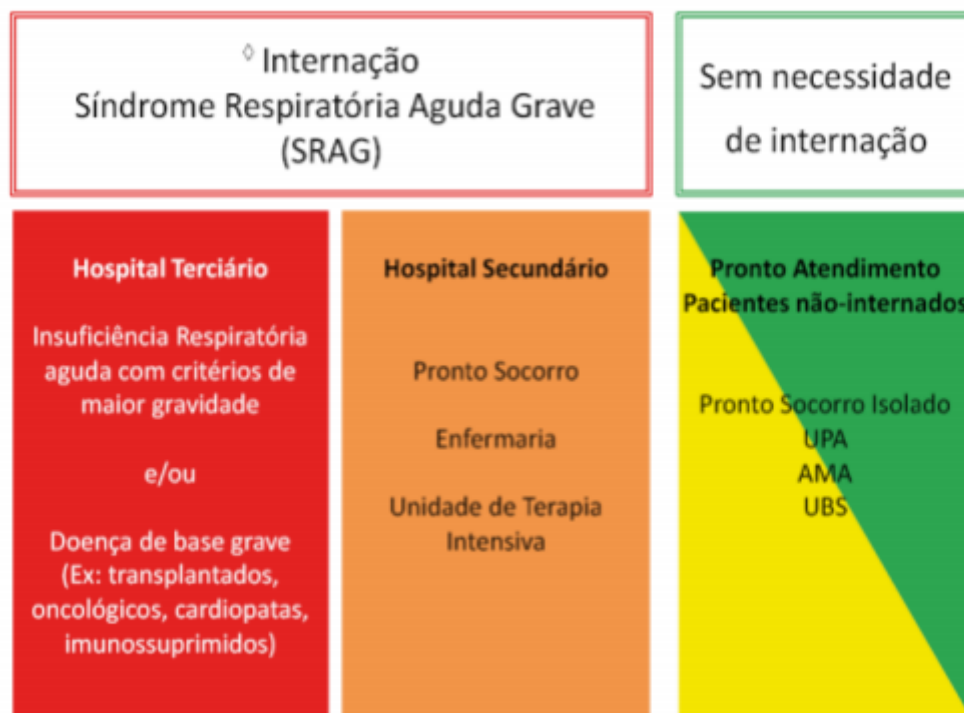 ◊ Internação
Síndrome Respiratória Aguda Grave
(SRAG)
Sem necessidade
de internação
Hospital Terciário
Insuficiência Respiratória
aguda com critérios de
maior gravidade
e/ou
Doença de base grave
(Ex: transplantados,
oncológicos, cardiopatas,
imunossuprimidos)
Hospital Secundário
Pronto Socorro
Enfermaria
Unidade de Terapia
Intensiva
Pronto Atendimento
Pacientes não-internados
Pronto Socorro Isolado
UPA
AMA
UBS